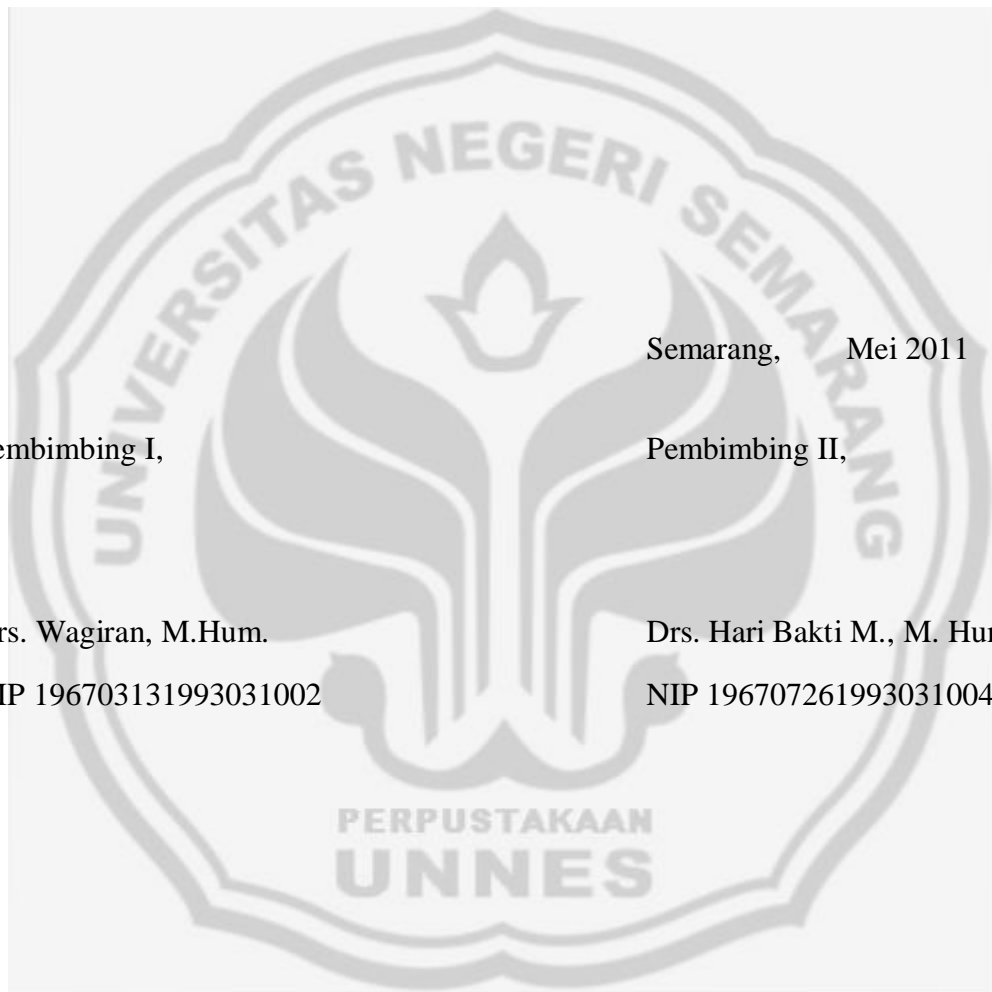 UNIVERSITAS NEGERI SEMARANG
Semarang, Mei 2011
embimbing I, Pembimbing II,
rs. Wagiran, M.Hum. Drs. Hari Bakti M., M. Hu
IP 196703131993031002 NIP 196707261993031004
PERPUSTAKAAN
UNNES